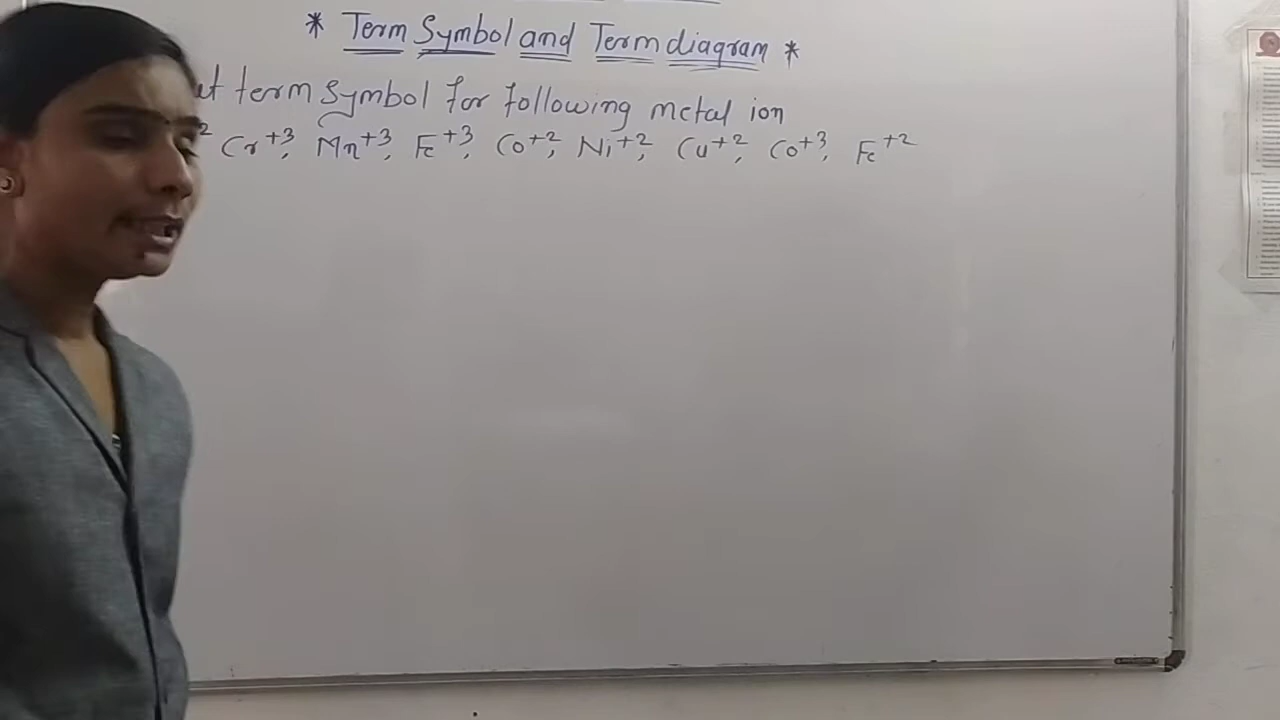 * Term Symbol and Term diagram *
term symbol for following metal ion
Cr+3, Mn+3, Fe+3, Co+2, Ni+2, Cu+2, Co+3, Fe+2